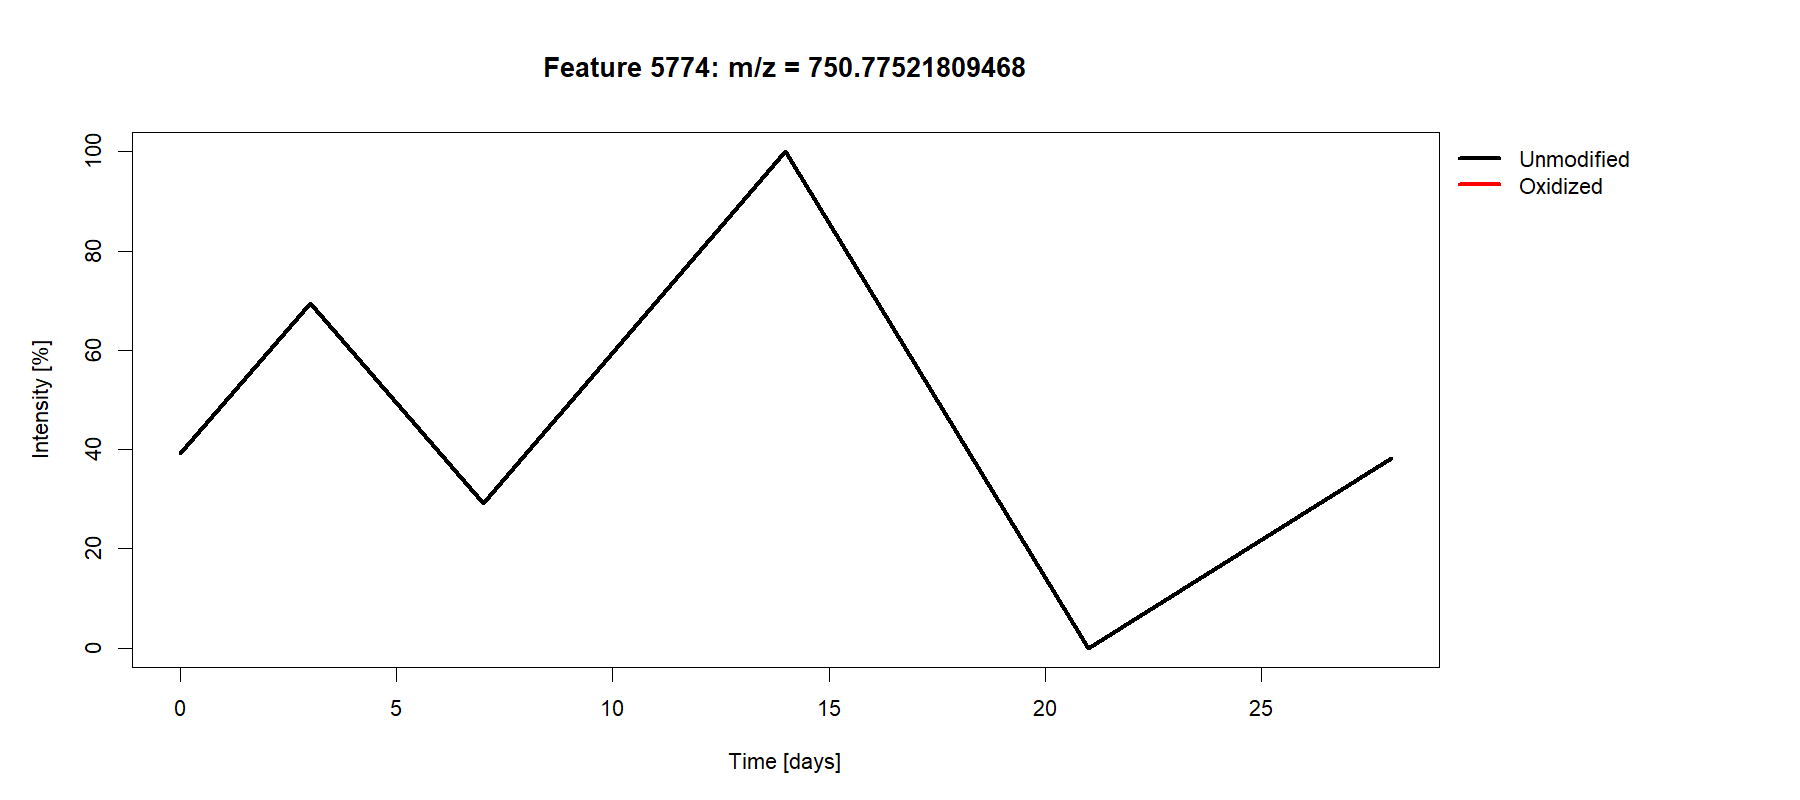 Feature 5774: m/z = 750.77521809468
Unmodified
Oxidized
100
80
60
40
20
0
Intensity [%]
0 5 10 15 20 25
Time [days]